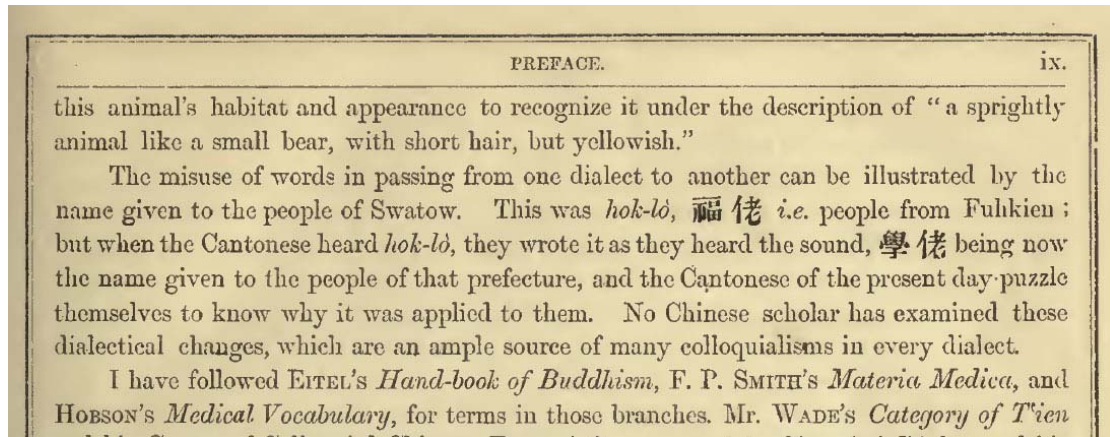 PREFACE.
ix.
this animal's habitat and appearance to recognize it under the description of “a sprightly
animal like a small bear, with short hair, but yellowish.”
The misuse of words in passing from one dialect to another can be illustrated by the
name given to the people of Swatow. This was hok-lò, 福佬 i.e. people from Fuhkien;
but when the Cantonese heard hok-lò, they wrote it as they heard the sound, 學佬 being now
the name given to the people of that prefecture, and the Cantonese of the present day puzzle
themselves to know why it was applied to them. No Chinese scholar has examined these
dialectical changes, which are an ample source of many colloquialisms in every dialect.
I have followed EITEL's Hand-book of Buddhism, F. P. SMITH's Materia Medica, and
HOBSON's Medical Vocabulary, for terms in those branches. Mr. WADE's Category of T'ien